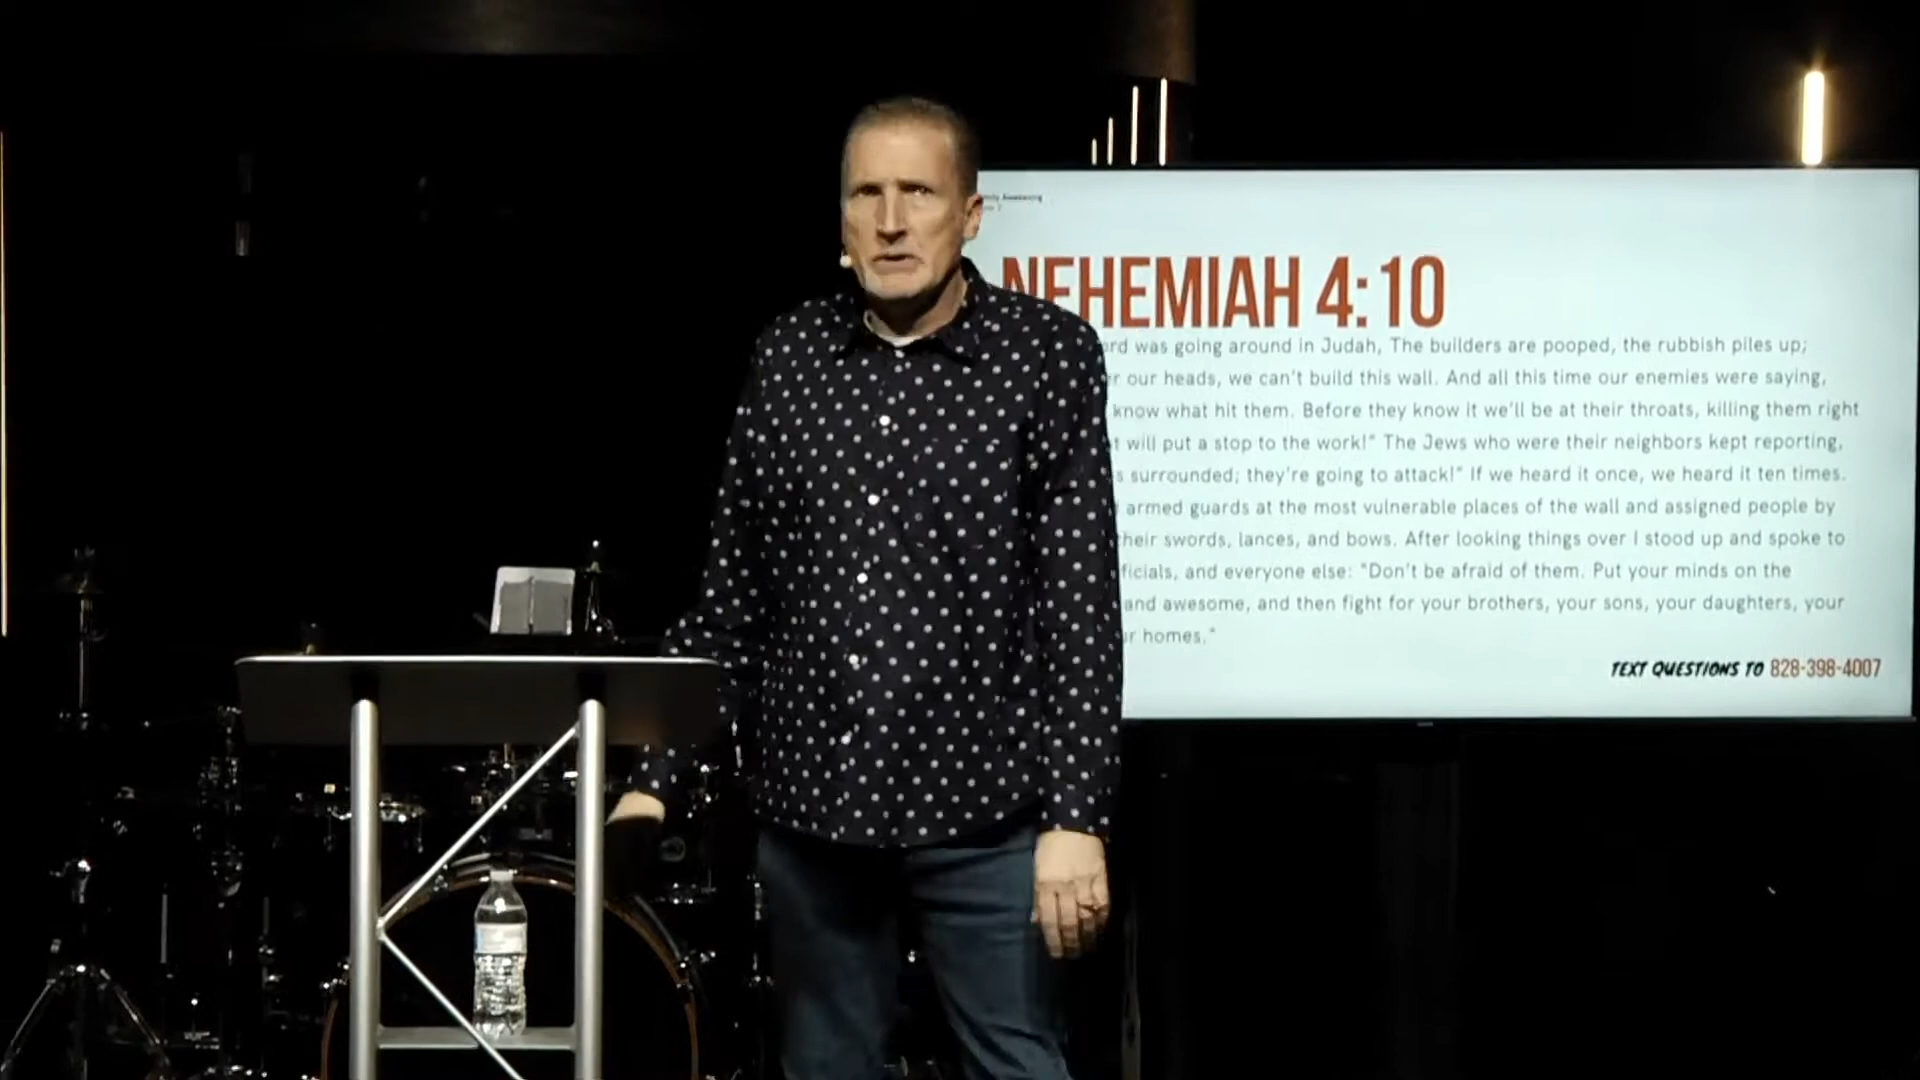 Awakening
NEHEMIAH 4:10
was going around in Judah, The builders are pooped, the rubbish piles up;
our heads, we can't build this wall. And all this time our enemies were saying,
know what hit them. Before they know it we'll be at their throats, killing them right
will put a stop to the work!" The Jews who were their neighbors kept reporting,
surrounded; they're going to attack!" If we heard it once, we heard it ten times.
armed guards at the most vulnerable places of the wall and assigned people by
their swords, lances, and bows. After looking things over I stood up and spoke to
and everyone else: "Don't be afraid of them. Put your minds on the
and awesome, and then fight for your brothers, your sons, your daughters, your
homes."
TEXT QUESTIONS TO 828-398-4007